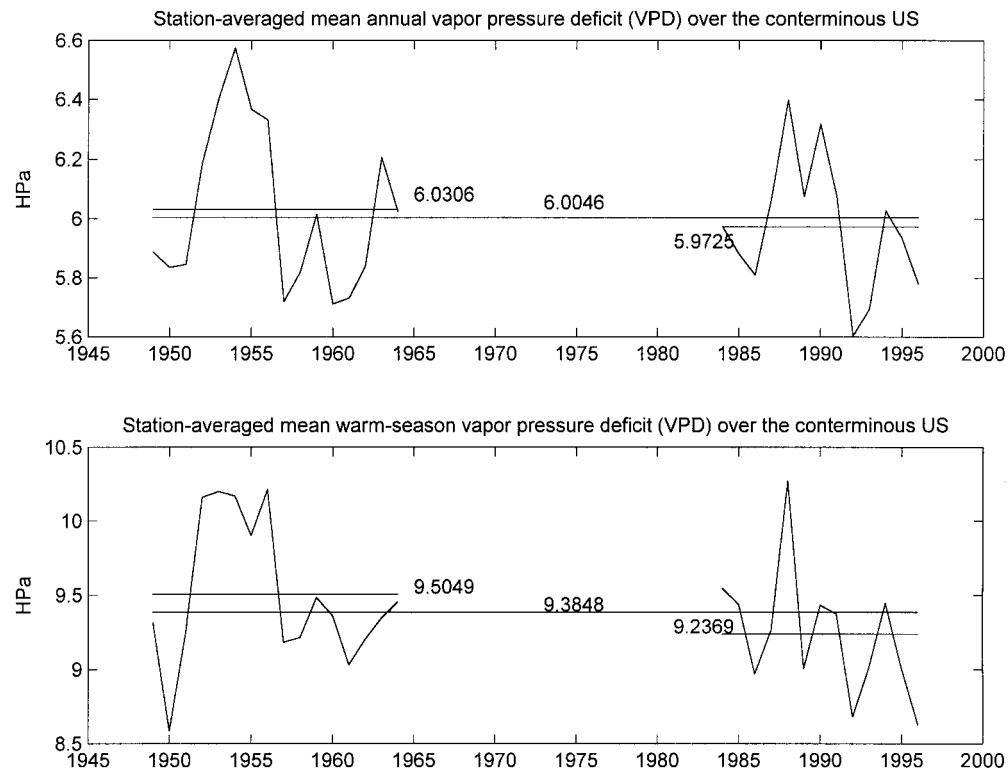 Station-averaged mean annual vapor pressure deficit (VPD) over the conterminous US
6.6
6.4
6.2
6
5.8
5.6
HPa
6.0306
6.0046
5.9725
1945 1950 1955 1960 1965 1970 1975 1980 1985 1990 1995 2000
Station-averaged mean warm-season vapor pressure deficit (VPD) over the conterminous US
10.5
10
9.5
9
8.5
HPa
9.5049
9.3848
9.2369
1945 1950 1955 1960 1965 1970 1975 1980 1985 1990 1995 2000